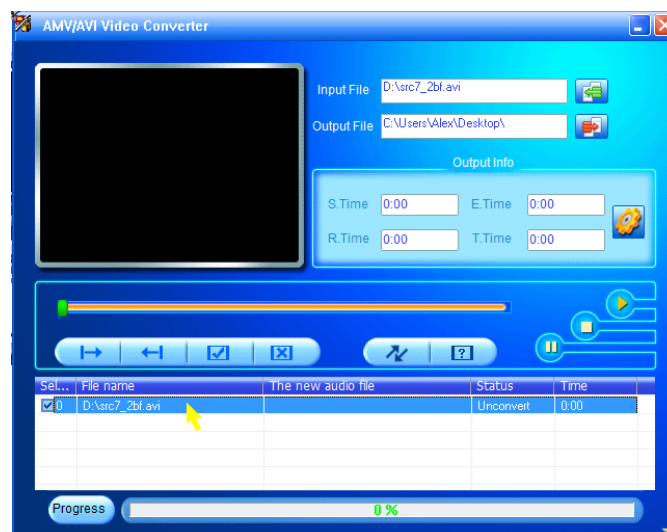 AMV/AVI Video Converter
Input File D:\src7_2bf.avi
Output File C:\Users\Alex\Desktop\
Output Info
S.Time 0:00 E.Time 0:00
R.Time 0:00 T.Time 0:00
?
Sel... File name The new audio file Status Time
0 D:\src7_2bf.avi Unconvert 0:00
Progress 0 %